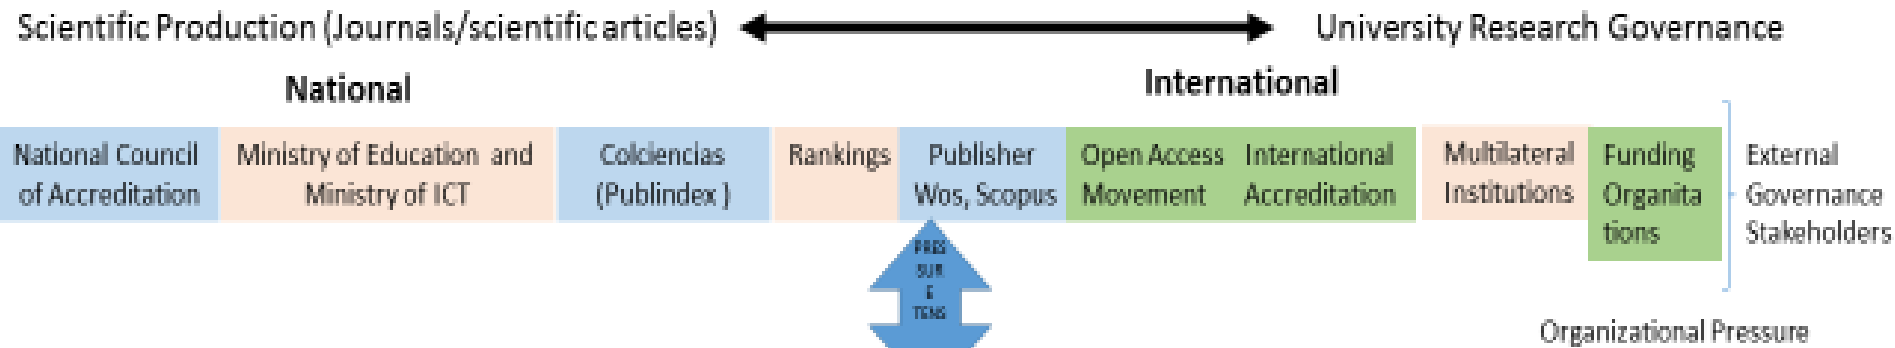 Scientific Production (Journals/scientific articles)
University Research Governance
National
International
National Council
of Accreditation
Ministry of Education and
Ministry of ICT
Colciencias
(Publindex )
Rankings
Publisher
Wos, Scopus
Open Access
Movement
International
Accreditation
Multilateral
Institutions
Funding
Organita
tions
External
Governance
Stakeholders
PRES
SUR
E
TENS
Organizational Pressure